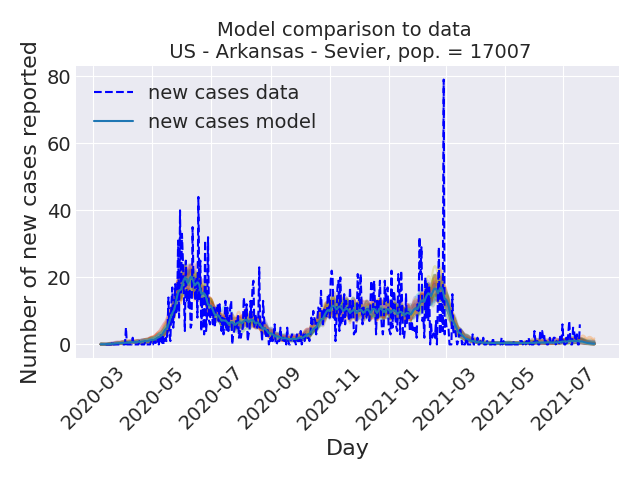 Model comparison to data
US - Arkansas - Sevier, pop. = 17007
Number of new cases reported
80
60
40
20
0
new cases data
new cases model
2020-03
2020-05
2020-07
2020-09
2020-11
2021-01
2021-03
2021-05
2021-07
Day